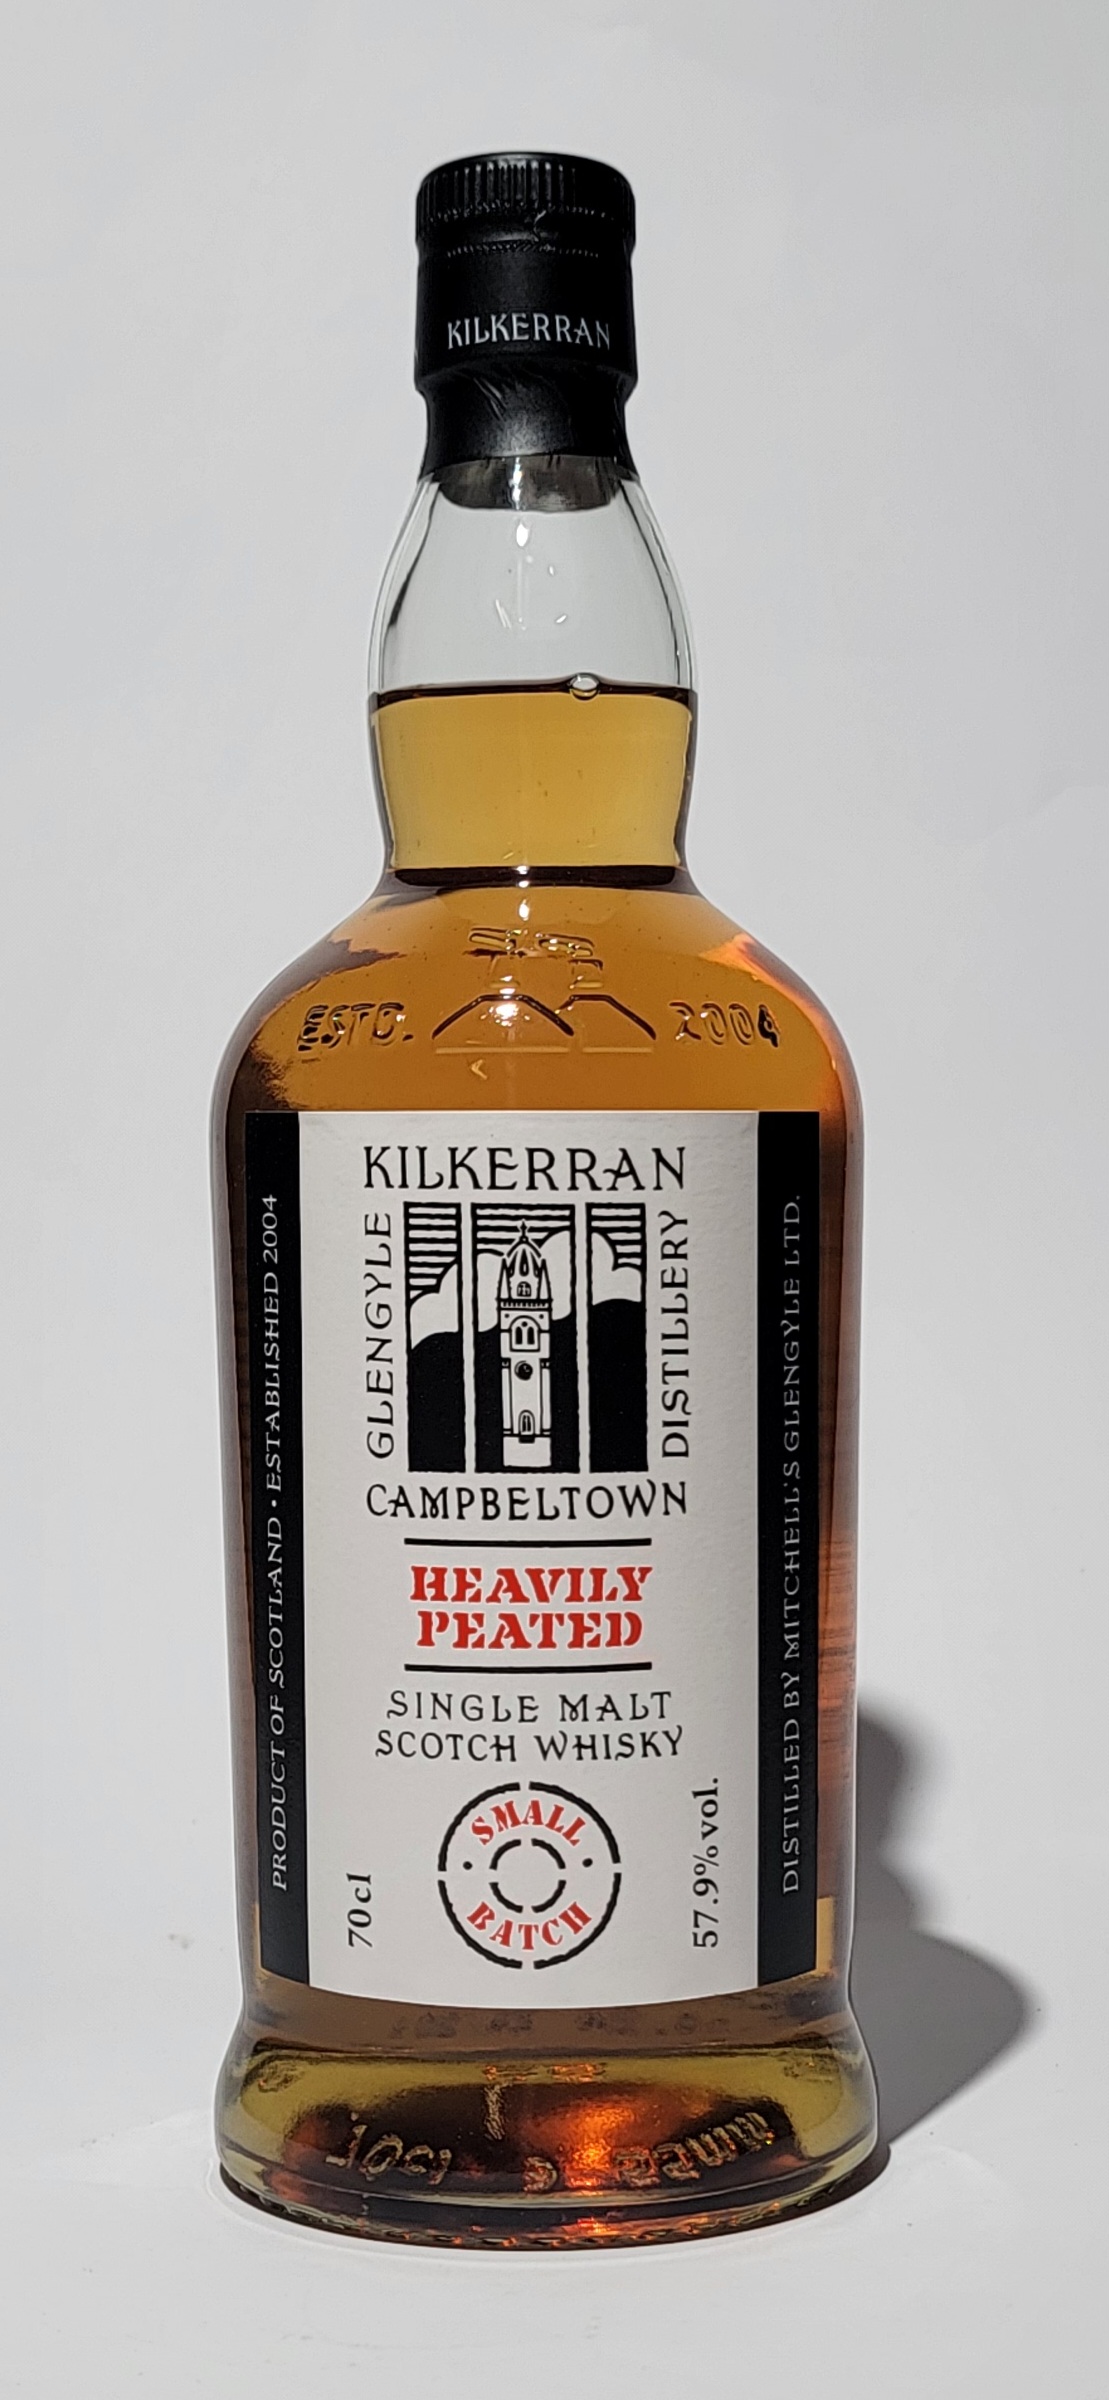 KILKERRAN
ESTD. 2004
KILKERRAN
GLENGYLE
DISTILLERY
CAMPBELTOWN
HEAVILY
PEATED
SINGLE MALT
SCOTCH WHISKY
SMALL
BATCH
70cl
57.9% vol.
PRODUCT OF SCOTLAND • ESTABLISHED 2004
DISTILLED BY MITCHELL'S GLENGYLE LTD.